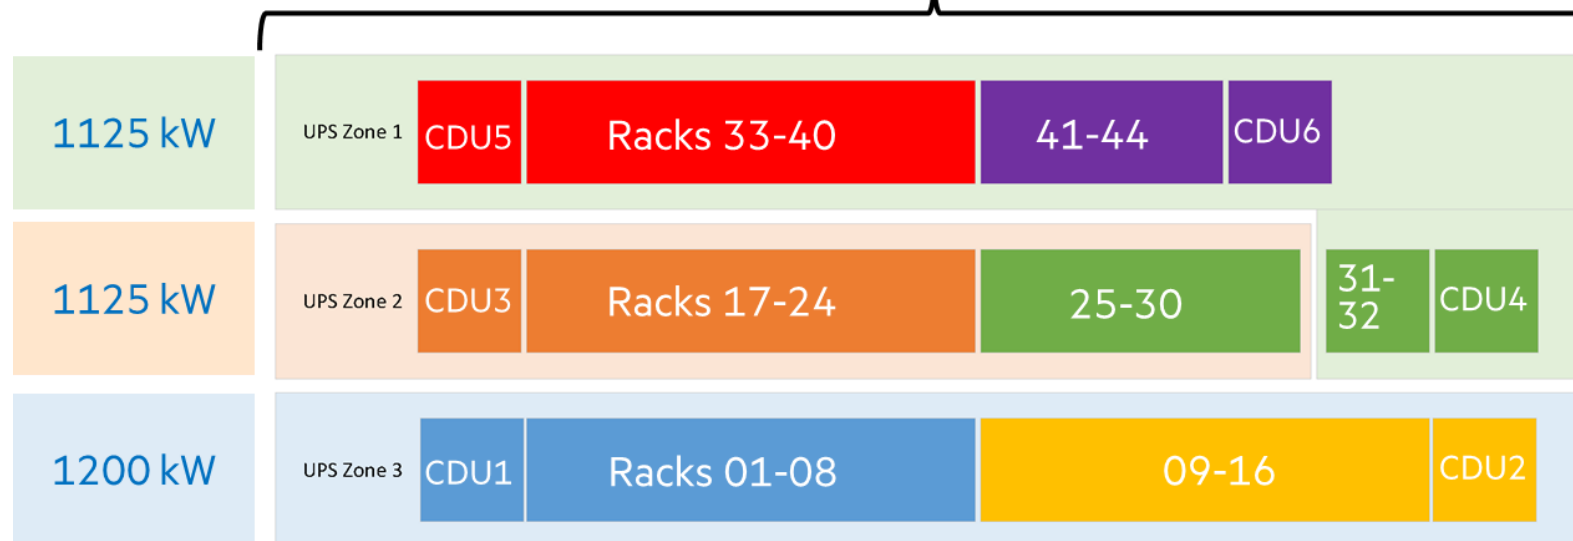 1125 kW
UPS Zone 1
CDU5
Racks 33-40
41-44
CDU6
1125 kW
UPS Zone 2
CDU3
Racks 17-24
25-30
31-
32
CDU4
1200 kW
UPS Zone 3
CDU1
Racks 01-08
09-16
CDU2